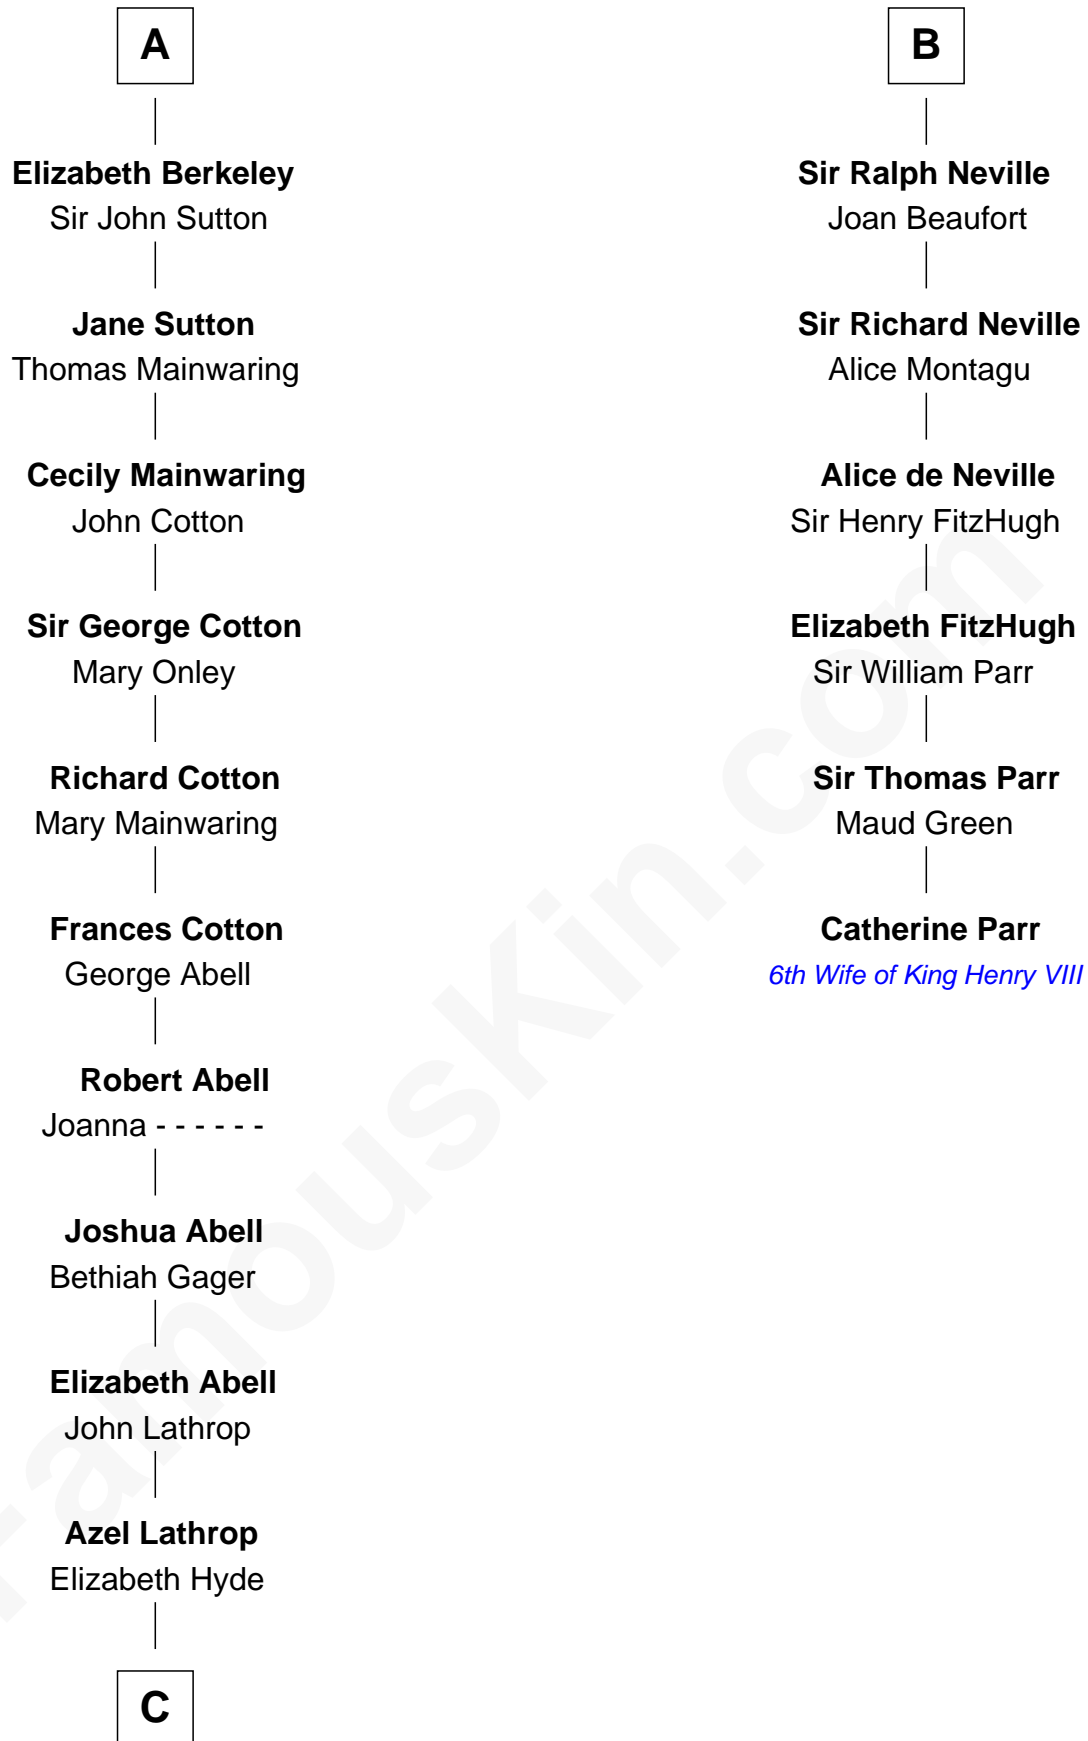 A
Elizabeth Berkeley
Sir John Sutton
Jane Sutton
Thomas Mainwaring
Cecily Mainwaring
John Cotton
Sir George Cotton
Mary Onley
Richard Cotton
Mary Mainwaring
Frances Cotton
George Abell
Robert Abell
Joanna - - - - - -
Joshua Abell
Bethiah Gager
Elizabeth Abell
John Lathrop
Azel Lathrop
Elizabeth Hyde
C
B
Sir Ralph Neville
Joan Beaufort
Sir Richard Neville
Alice Montagu
Alice de Neville
Sir Henry FitzHugh
Elizabeth FitzHugh
Sir William Parr
Sir Thomas Parr
Maud Green
Catherine Parr
6th Wife of King Henry VIII
FamousKin.com